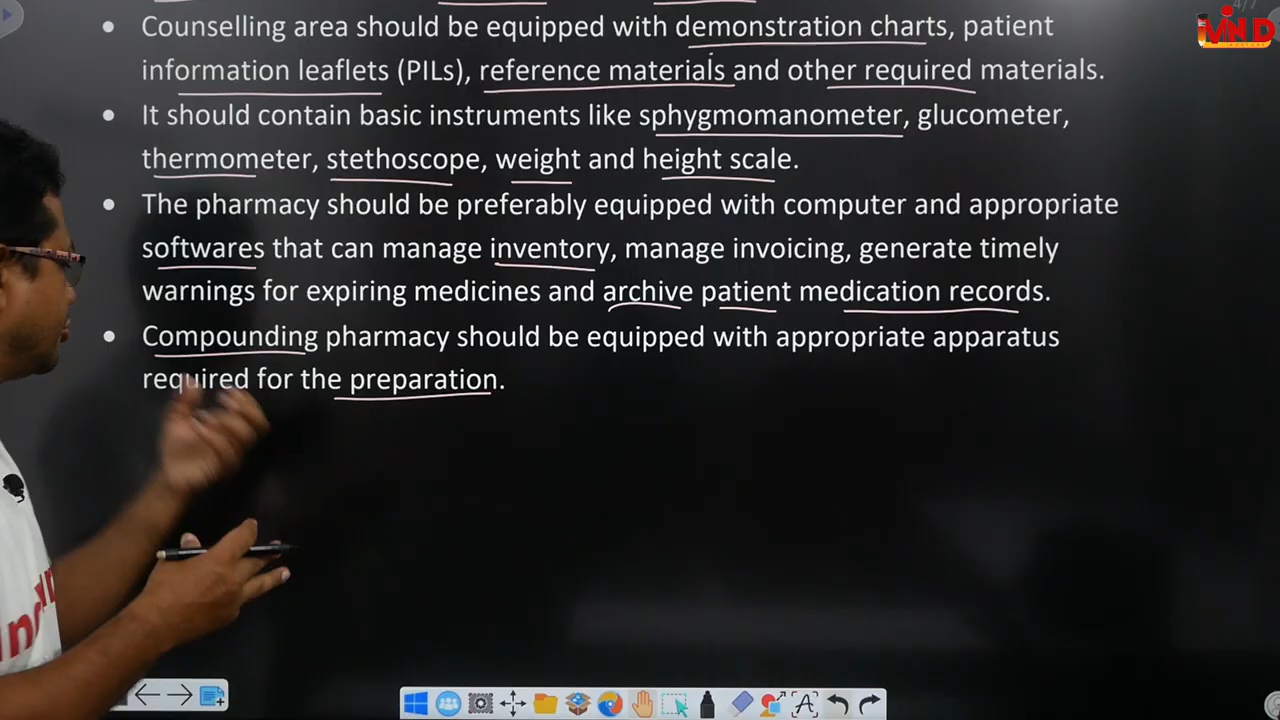 4/7
Counselling area should be equipped with demonstration charts, patient
information leaflets (PILs), reference materials and other required materials.
It should contain basic instruments like sphygmomanometer, glucometer,
thermometer, stethoscope, weight and height scale.
The pharmacy should be preferably equipped with computer and appropriate
softwares that can manage inventory, manage invoicing, generate timely
warnings for expiring medicines and archive patient medication records.
Compounding pharmacy should be equipped with appropriate apparatus
required for the preparation.